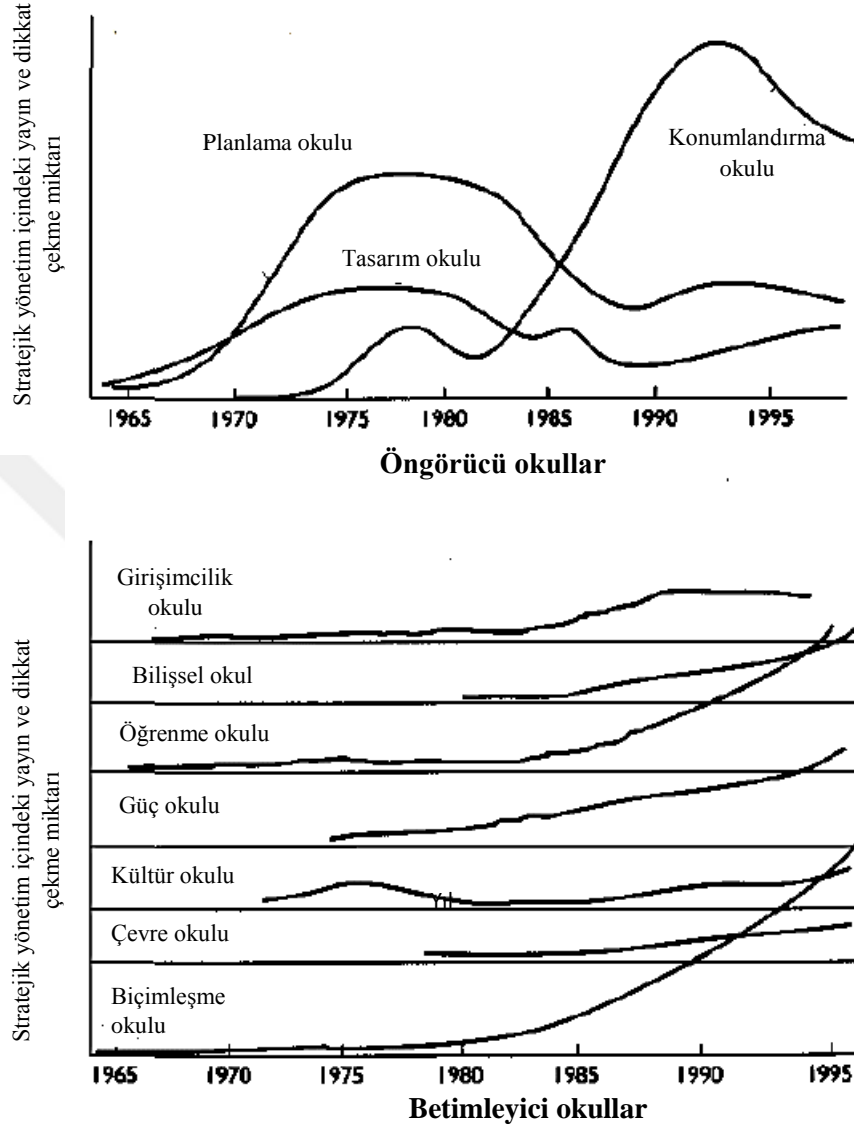 Stratejik yönetim içindeki yayın ve dikkat
çekme miktarı
Planlama okulu
Konumlandırma
okulu
Tasarım okulu
1965 1970 1975 1980 1985 1990 1995
Öngörücü okullar
Stratejik yönetim içindeki yayın ve dikkat
çekme miktarı
Girişimcilik
okulu
Bilişsel okul
Öğrenme okulu
Güç okulu
Kültür okulu
Yıl
Çevre okulu
Biçimleşme
okulu
1965 1970 1975 1980 1985 1990 1995
Betimleyici okullar